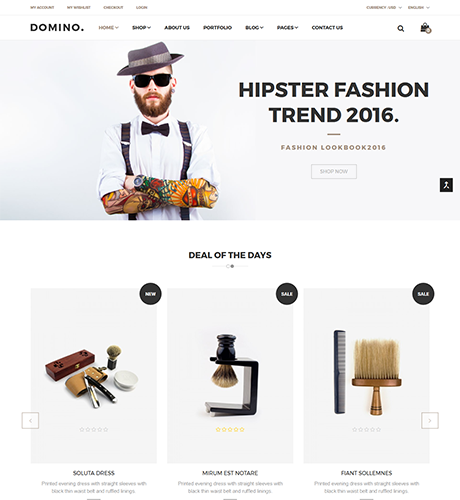 MY ACCOUNT MY WISHLIST CHECKOUT LOGIN CURRENCY: USD ENGLISH
DOMINO. HOME SHOP ABOUT US PORTFOLIO BLOG PAGES CONTACT US
HIPSTER FASHION
TREND 2016.
FASHION LOOKBOOK2016
SHOP NOW
DEAL OF THE DAYS
NEW SALE SALE
SOLUTA DRESS MIRUM EST NOTARE FIANT SOLLEMNES
Printed evening dress with straight sleeves with Printed evening dress with straight sleeves with Printed evening dress with straight sleeves with
black thin waist belt and ruffled linings. black thin waist belt and ruffled linings. black thin waist belt and ruffled linings.